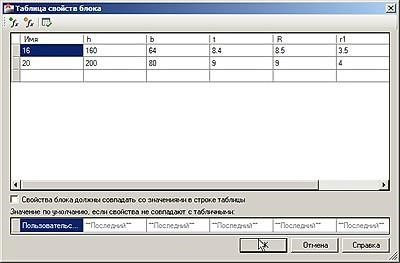 Таблица свойств блока
Имя h b t R r1
16 160 64 8.4 8.5 3.5
20 200 80 9 9 4
Свойства блока должны совпадать со значениями в строке таблицы
Значение по умолчанию, если свойства не совпадают с табличными:
Пользовательс... **Последний** **Последний** **Последний** **Последний** **Последний**
ОК Отмена Справка